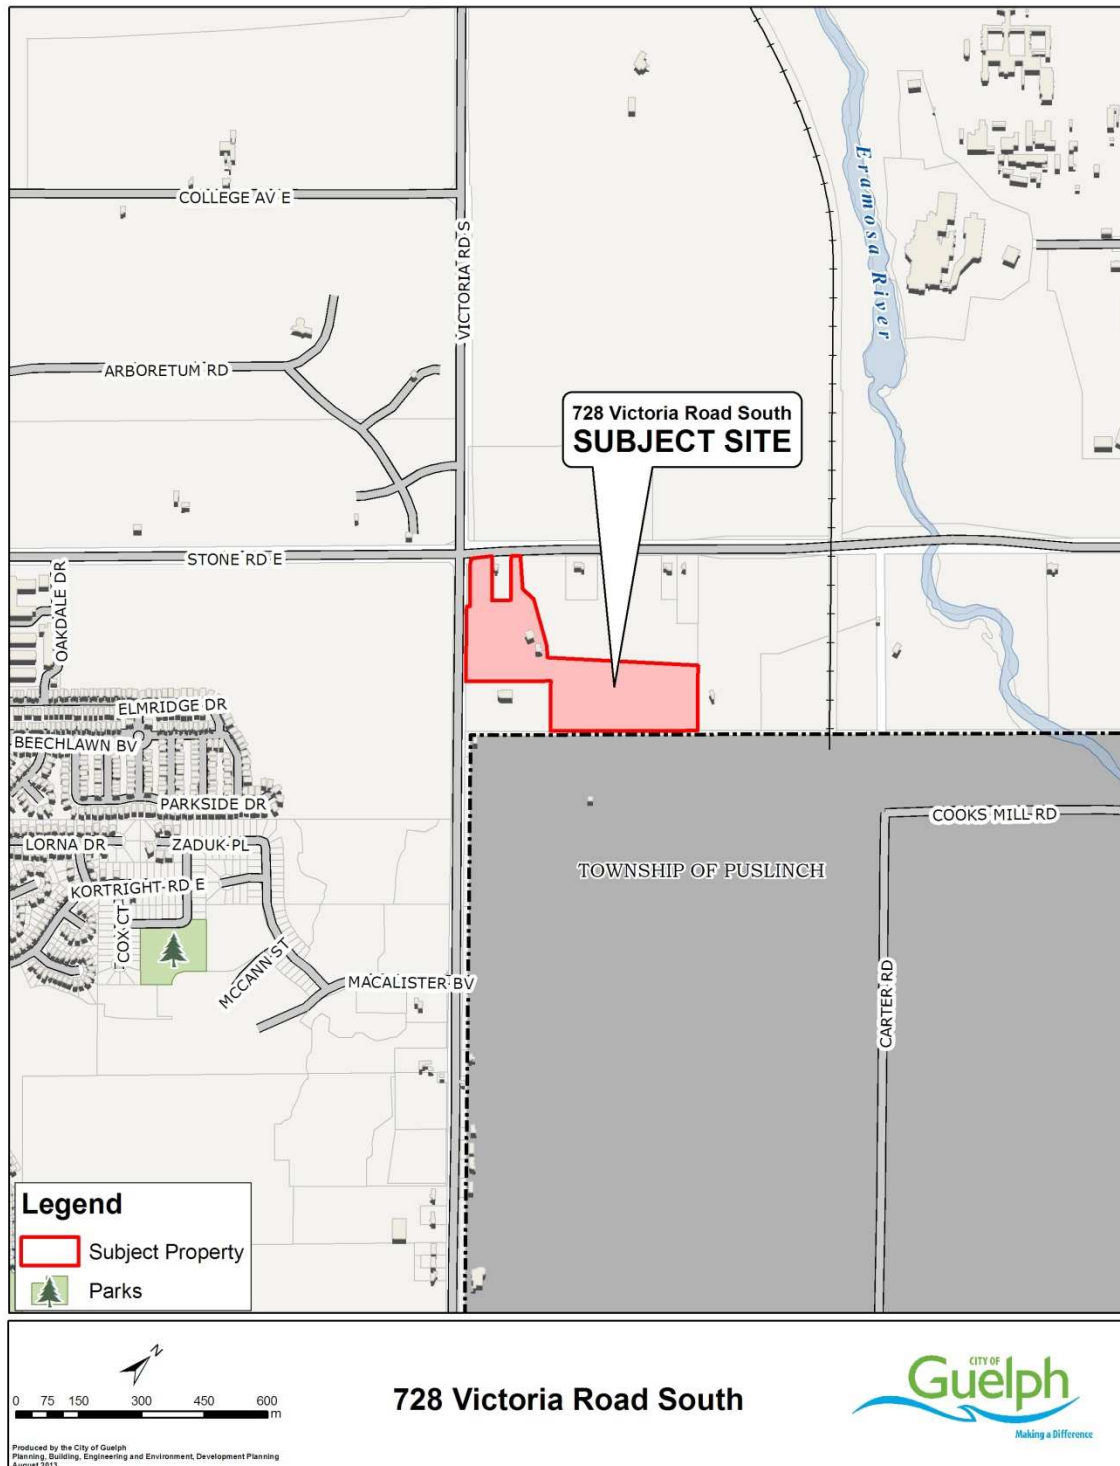 COLLEGE AV E
VICTORIA RD S
Eramosa River
ARBORETUM RD
728 Victoria Road South
SUBJECT SITE
STONE RD E
OAKDALE DR
ELMRIDGE DR
BEECHLAWN BV
PARKSIDE DR
LORNA DR
ZADUK PL
KORTRIGHT RD E
COX CT
MCCANN ST
MACALISTER BV
COOKS MILL RD
TOWNSHIP OF PUSLINCH
CARTER RD
Legend
Subject Property
Parks
N
0 75 150 300 450 600
m
Produced by the City of Guelph
Planning, Building, Engineering and Environment, Development Planning
August 2013
728 Victoria Road South
CITY OF
Guelph
Making a Difference